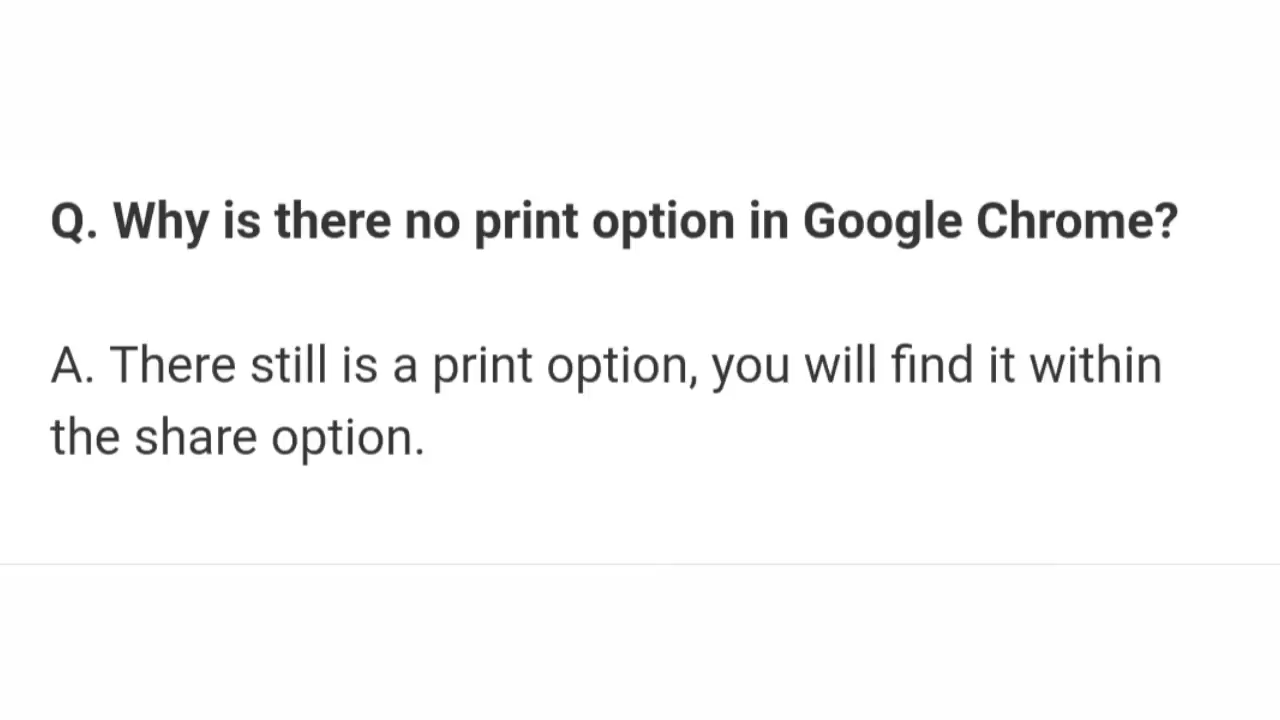 Q. Why is there no print option in Google Chrome?
A. There still is a print option, you will find it within
the share option.